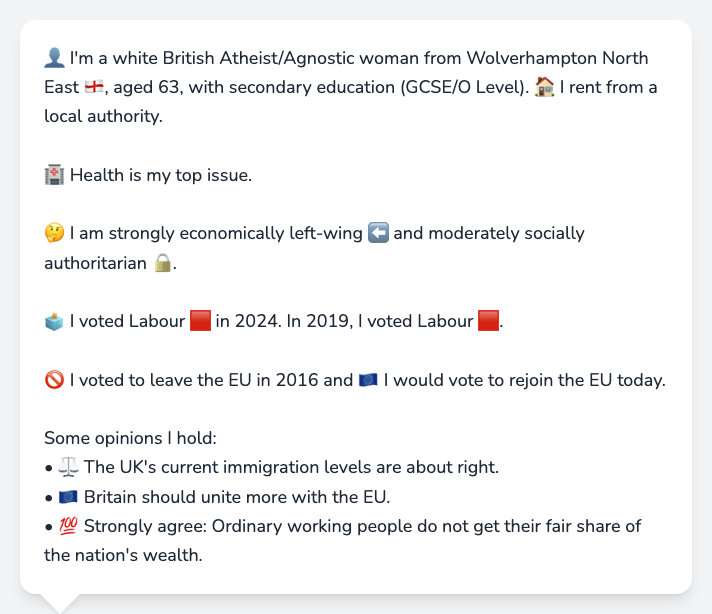 👤 I'm a white British Atheist/Agnostic woman from Wolverhampton North
East 🏴󠁧󠁢󠁥󠁮󠁧󠁿, aged 63, with secondary education (GCSE/O Level). 🏠 I rent from a
local authority.
🏥 Health is my top issue.
🤔 I am strongly economically left-wing ⬅️ and moderately socially
authoritarian 🔒.
🗳️ I voted Labour 🟥 in 2024. In 2019, I voted Labour 🟥.
🚫 I voted to leave the EU in 2016 and 🇪🇺 I would vote to rejoin the EU today.
Some opinions I hold:
• ⚖️ The UK's current immigration levels are about right.
• 🇪🇺 Britain should unite more with the EU.
• 💯 Strongly agree: Ordinary working people do not get their fair share of
the nation's wealth.